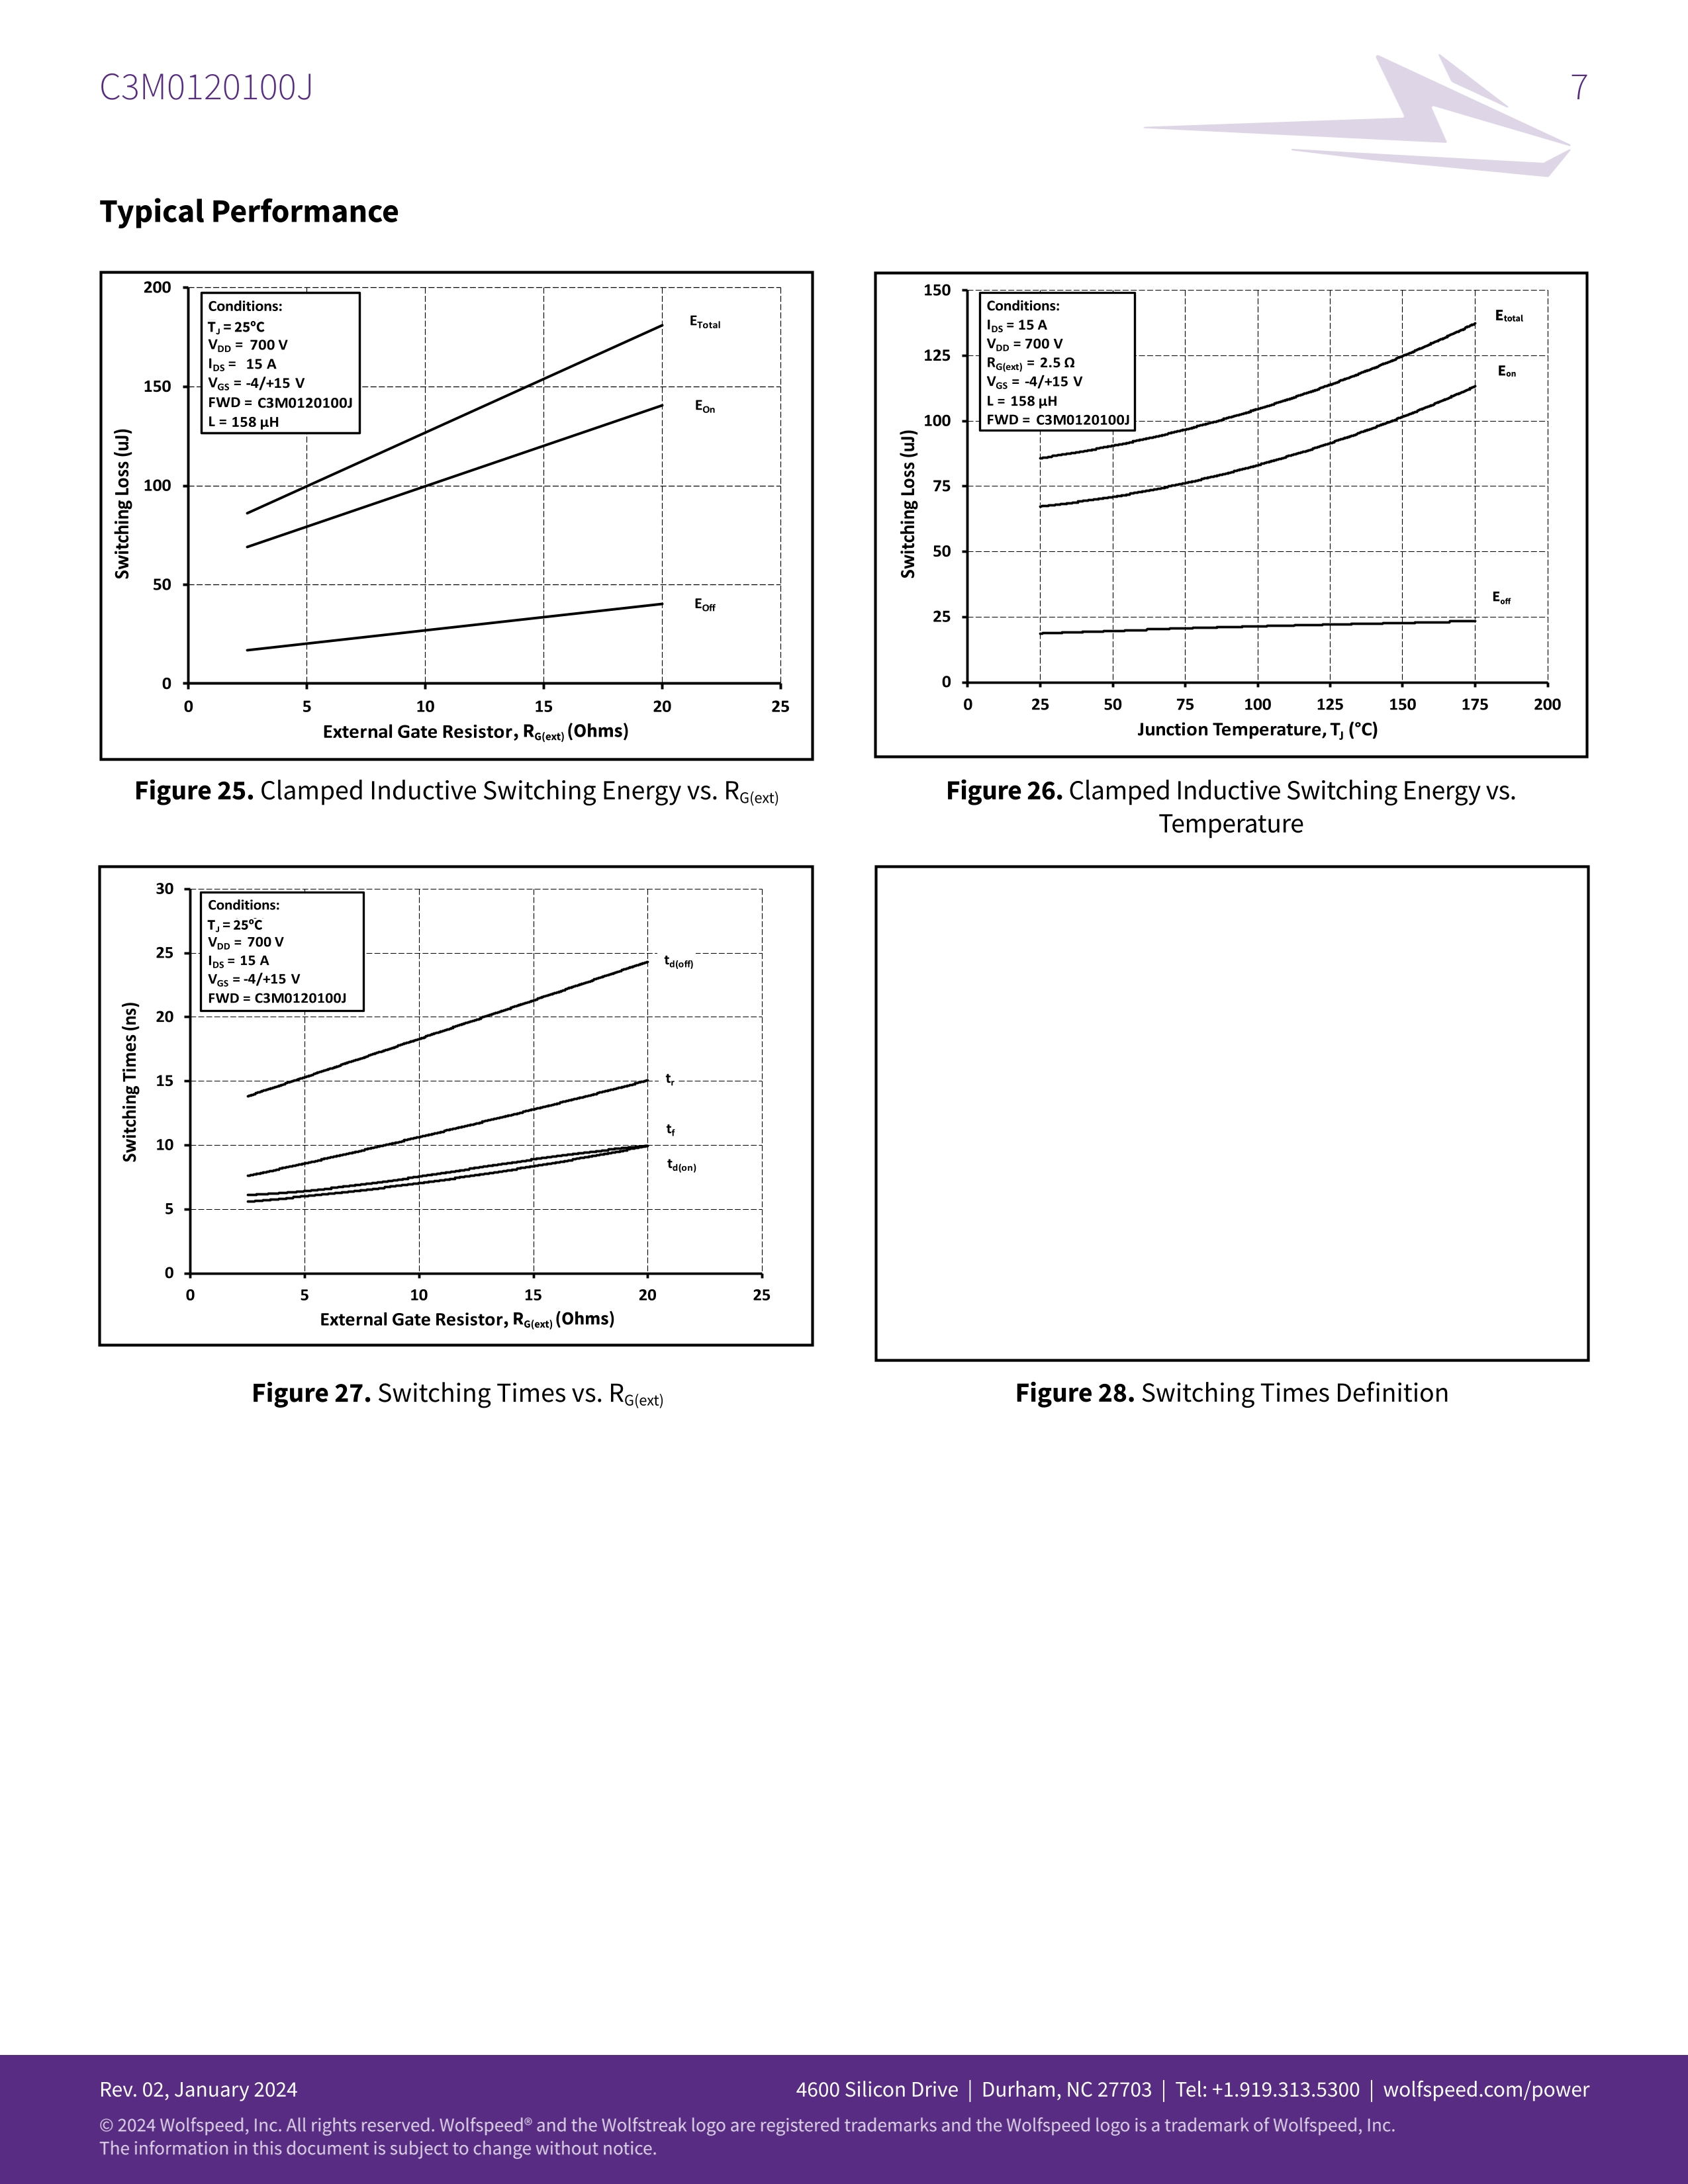 C3M0120100J
7
Typical Performance
200
150
100
50
0
0 5 10 15 20 25
Switching Loss (uJ)
External Gate Resistor, RG(ext) (Ohms)
Conditions:
TJ = 25°C
VDD = 700 V
IDS = 15 A
VGS = -4/+15 V
FWD = C3M0120100J
L = 158 μH
ETotal
EOn
EOff
Figure 25. Clamped Inductive Switching Energy vs. RG(ext)
150
125
100
75
50
25
0
0 25 50 75 100 125 150 175 200
Switching Loss (uJ)
Junction Temperature, TJ (°C)
Conditions:
IDS = 15 A
VDD = 700 V
RG(ext) = 2.5 Ω
VGS = -4/+15 V
L = 158 μH
FWD = C3M0120100J
Etotal
Eon
Eoff
Figure 26. Clamped Inductive Switching Energy vs.
Temperature
30
25
20
15
10
5
0
0 5 10 15 20 25
Switching Times (ns)
External Gate Resistor, RG(ext) (Ohms)
Conditions:
TJ = 25°C
VDD = 700 V
IDS = 15 A
VGS = -4/+15 V
FWD = C3M0120100J
td(off)
tr
tf
td(on)
Figure 27. Switching Times vs. RG(ext)
Figure 28. Switching Times Definition
Rev. 02, January 2024
4600 Silicon Drive | Durham, NC 27703 | Tel: +1.919.313.5300 | wolfspeed.com/power
© 2024 Wolfspeed, Inc. All rights reserved. Wolfspeed® and the Wolfstreak logo are registered trademarks and the Wolfspeed logo is a trademark of Wolfspeed, Inc.
The information in this document is subject to change without notice.